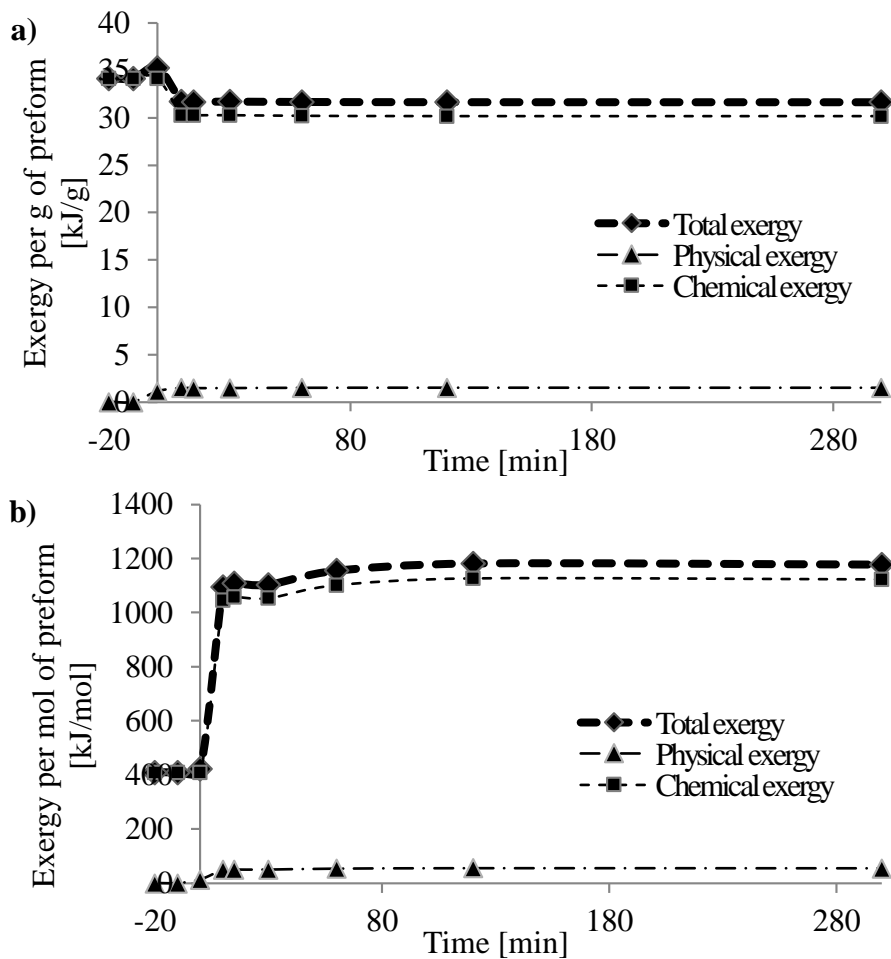 a)
Exergy per g of preform
[kJ/g]
40
35
30
25
20
15
10
5
0
-20
80
180
280
Time [min]
Total exergy
Physical exergy
Chemical exergy
b)
Exergy per mol of preform
[kJ/mol]
1400
1200
1000
800
600
400
200
0
-20
80
180
280
Time [min]
Total exergy
Physical exergy
Chemical exergy